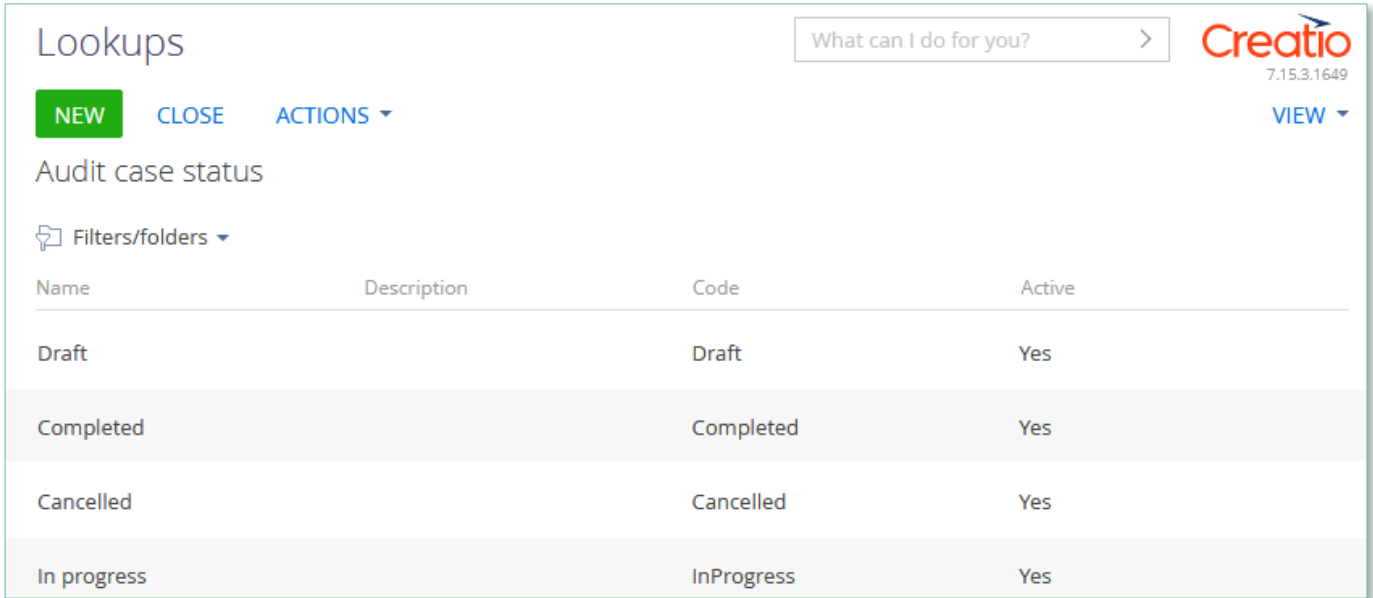 Lookups
What can I do for you?
Creatio
7.15.3.1649
NEW CLOSE ACTIONS VIEW
Audit case status
Filters/folders
Name Description Code Active
Draft Draft Yes
Completed Completed Yes
Cancelled Cancelled Yes
In progress InProgress Yes